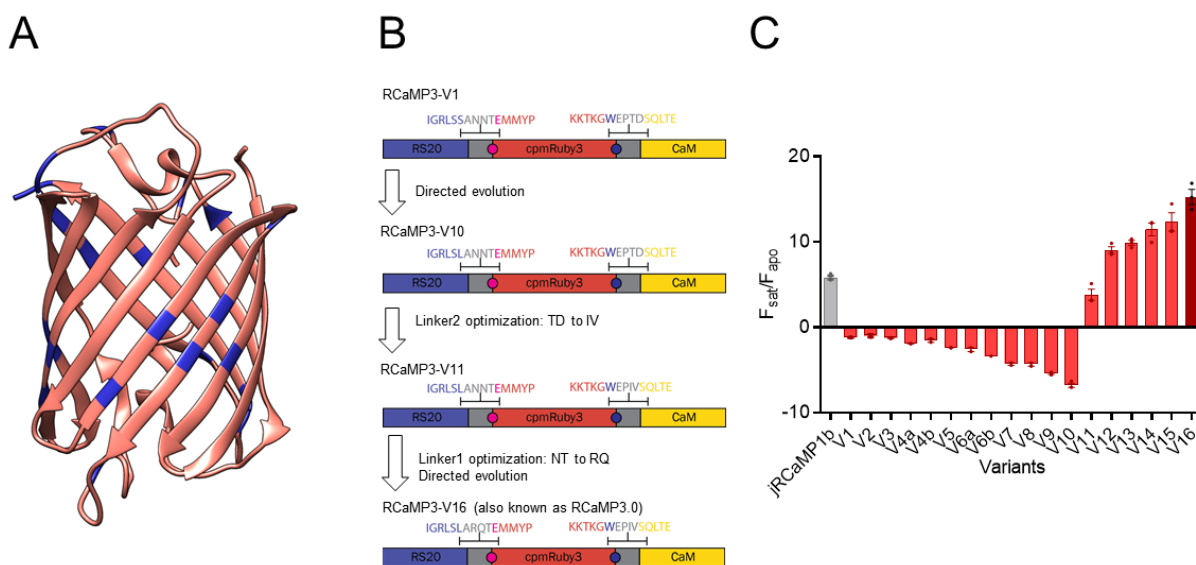 A
B
C
RCaMP3-V1
IGRLSSANNTEMMYP KKTKGWEPTDSQLTE
RS20 cpmRuby3 CaM
Directed evolution
RCaMP3-V10
IGRLSLANNTEMMYP KKTKGWEPTDSQLTE
RS20 cpmRuby3 CaM
Linker2 optimization: TD to IV
RCaMP3-V11
IGRLSLANNTEMMYP KKTKGWEPIVSQLTE
RS20 cpmRuby3 CaM
Linker1 optimization: NT to RQ
Directed evolution
RCaMP3-V16 (also known as RCaMP3.0)
IGRLSLARQTEMMYP KKTKGWEPIVSQLTE
RS20 cpmRuby3 CaM
20
10
0
-10
Fsat/Fapo
jRCaMP1b V1 V2 V3 V4a V4b V5 V6a V6b V7 V8 V9 V10 V11 V12 V13 V14 V15 V16
Variants